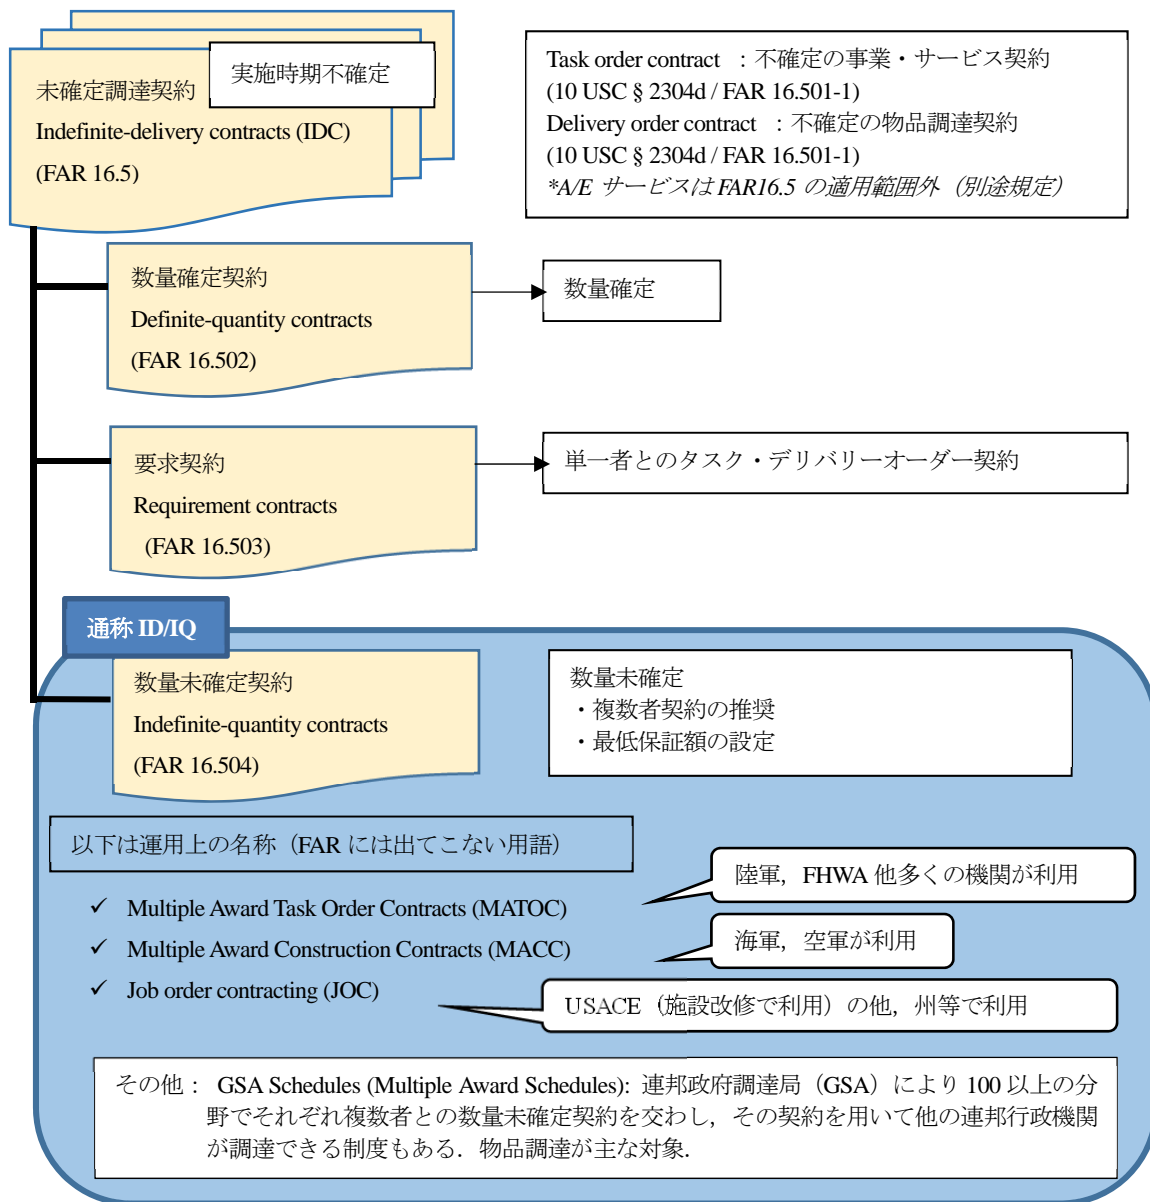 実施時期不確定
未確定調達契約
Indefinite-delivery contracts (IDC)
(FAR 16.5)
Task order contract ：不確定の事業・サービス契約
(10 USC § 2304d / FAR 16.501-1)
Delivery order contract ：不確定の物品調達契約
(10 USC § 2304d / FAR 16.501-1)
*A/E サービスは FAR16.5 の適用範囲外（別途規定）
数量確定契約
Definite-quantity contracts
(FAR 16.502)
数量確定
要求契約
Requirement contracts
(FAR 16.503)
単一者とのタスク・デリバリーオーダー契約
通称 ID/IQ
数量未確定契約
Indefinite-quantity contracts
(FAR 16.504)
数量未確定
・複数者契約の推奨
・最低保証額の設定
以下は運用上の名称（FAR には出てこない用語）
✓ Multiple Award Task Order Contracts (MATOC)
陸軍，FHWA 他多くの機関が利用
✓ Multiple Award Construction Contracts (MACC)
海軍，空軍が利用
✓ Job order contracting (JOC)
USACE（施設改修で利用）の他，州等で利用
その他： GSA Schedules (Multiple Award Schedules): 連邦政府調達局（GSA）により 100 以上の分
野でそれぞれ複数者との数量未確定契約を交わし，その契約を用いて他の連邦行政機関
が調達できる制度もある．物品調達が主な対象.